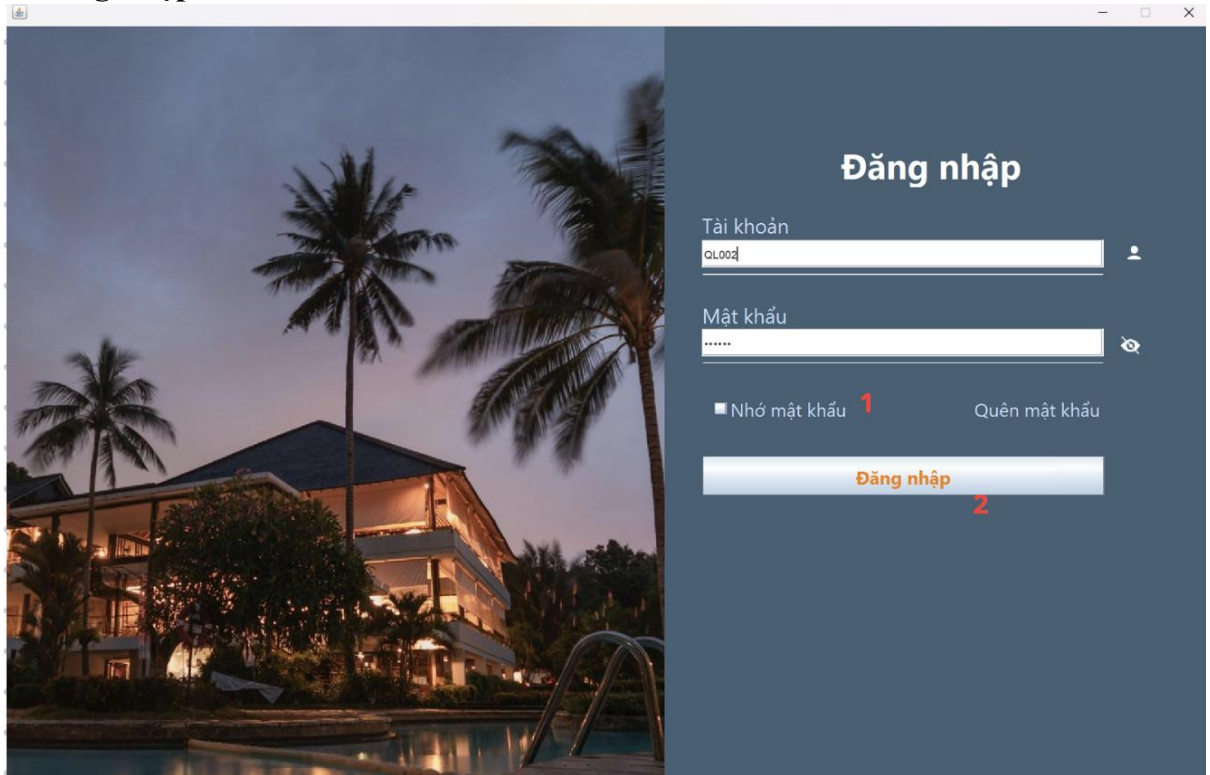 Đăng nhập
Tài khoản
QL002
Mật khẩu
••••••
Nhớ mật khẩu 1 Quên mật khẩu
Đăng nhập
2